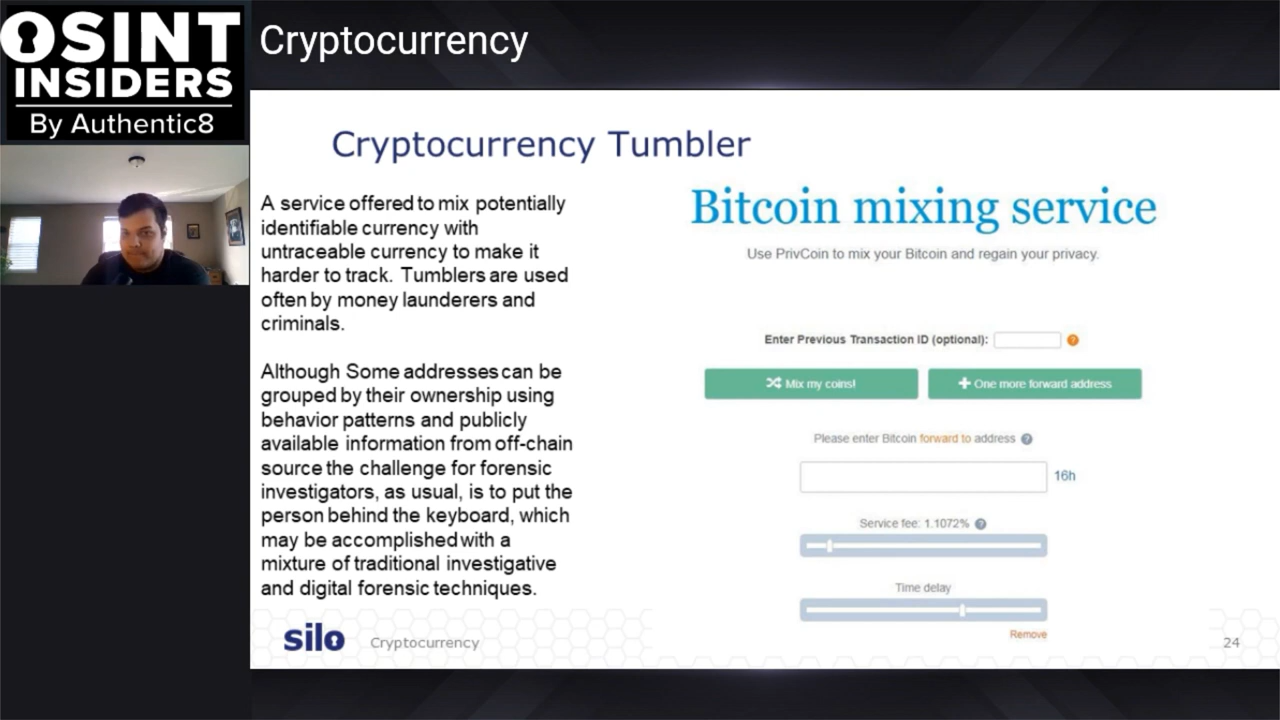 OSINT
INSIDERS
By Authentic8
Cryptocurrency
Cryptocurrency Tumbler
A service offered to mix potentially
identifiable currency with
untraceable currency to make it
harder to track. Tumblers are used
often by money launderers and
criminals.
Although Some addresses can be
grouped by their ownership using
behavior patterns and publicly
available information from off-chain
source the challenge for forensic
investigators, as usual, is to put the
person behind the keyboard, which
may be accomplished with a
mixture of traditional investigative
and digital forensic techniques.
Bitcoin mixing service
Use PrivCoin to mix your Bitcoin and regain your privacy.
Enter Previous Transaction ID (optional): ?
Mix my coins!
One more forward address
Please enter Bitcoin forward to address ?
16h
Service fee: 1.1072% ?
Time delay
Remove
silo
Cryptocurrency
24